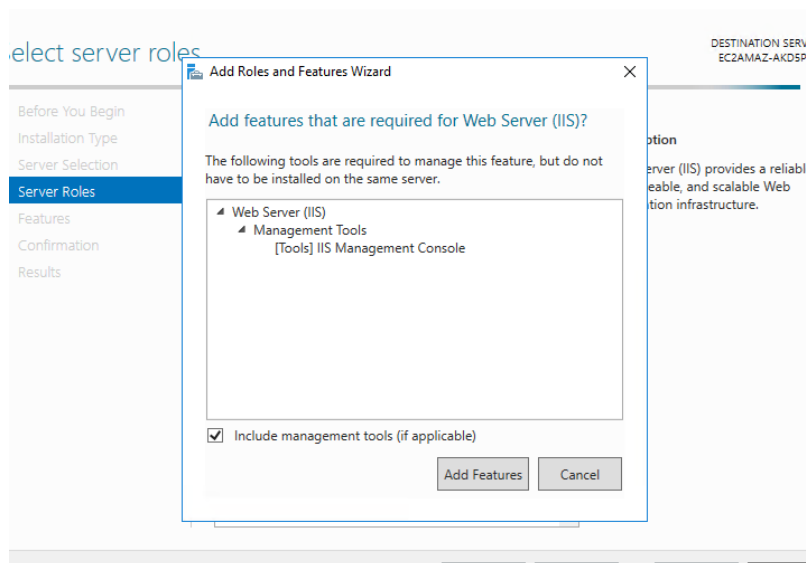 elect server roles
DESTINATION SERV
EC2AMAZ-AKD5P
Add Roles and Features Wizard
Before You Begin
Installation Type
Server Selection
Server Roles
Features
Confirmation
Results
Add features that are required for Web Server (IIS)?
The following tools are required to manage this feature, but do not
have to be installed on the same server.
Web Server (IIS)
Management Tools
[Tools] IIS Management Console
Include management tools (if applicable)
Add Features
Cancel
ption
erver (IIS) provides a reliabl
eable, and scalable Web
tion infrastructure.